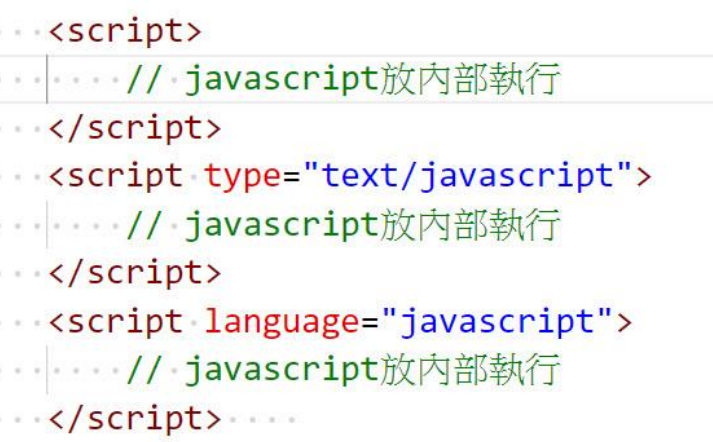 <script>
// javascript放內部執行
</script>
<script type="text/javascript">
// javascript放內部執行
</script>
<script language="javascript">
// javascript放內部執行
</script>